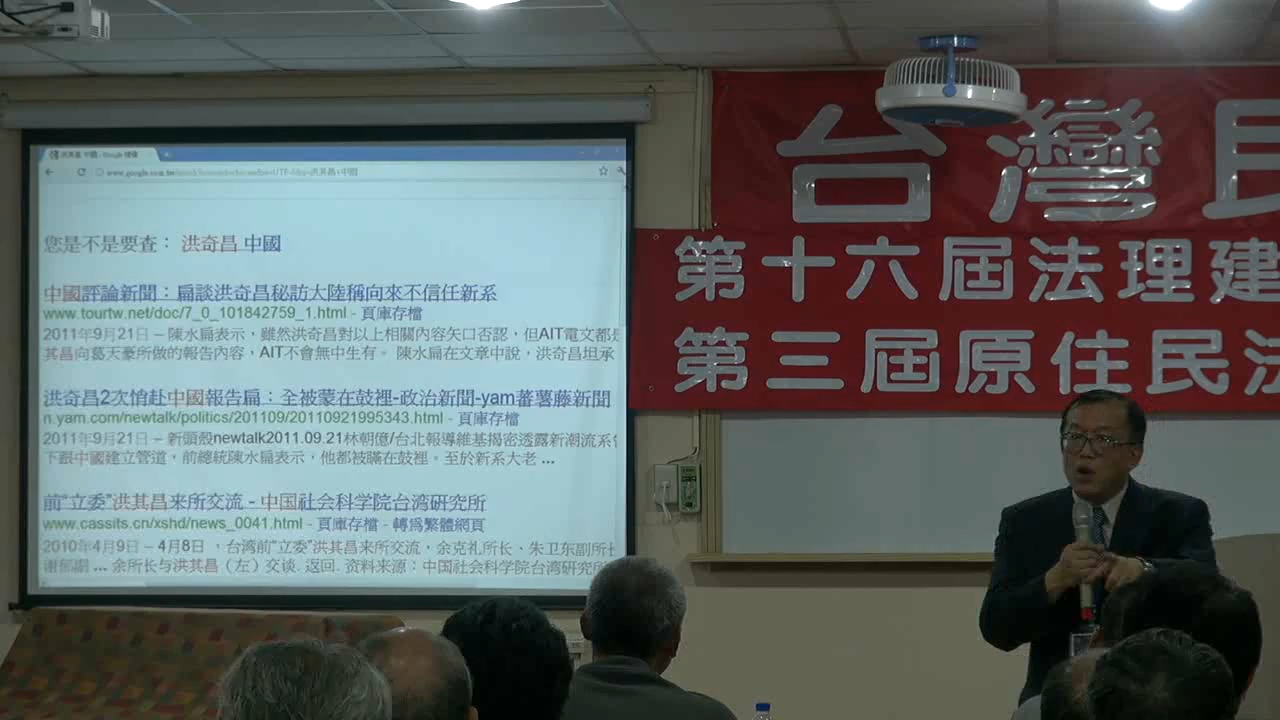 洪其昌 中國 - Google 搜尋
您是不是要查： 洪奇昌 中國
中國評論新聞：扁談洪奇昌秘訪大陸稱向來不信任新系
www.tourtw.net/doc/7_0_101842759_1.html - 頁庫存檔
2011年9月21日 – 陳水扁表示，雖然洪奇昌對以上相關內容矢口否認，但AIT電文都是
其昌向葛天豪所做的報告內容，AIT不會無中生有。 陳水扁在文章中說，洪奇昌坦承
洪奇昌2次偷赴中國報告扁：全被蒙在鼓裡-政治新聞-yam蕃薯藤新聞
n.yam.com/newtalk/politics/201109/20110921995343.html - 頁庫存檔
2011年9月21日 – 新頭殼newtalk2011.09.21林朝億/台北報導維基揭密透露新潮流系
下跟中國建立管道，前總統陳水扁表示，他都被瞞在鼓裡。至於新系大老 ...
前“立委”洪其昌来所交流 - 中国社会科学院台湾研究所
www.cassits.cn/xshd/news_0041.html - 頁庫存檔 - 轉為繁體網頁
2010年4月9日 – 4月8日 ，台湾前“立委”洪其昌来所交流，余克礼所长、朱卫东副所长
谢郁副 ... 余所长与洪其昌（左）交谈. 返回. 资料来源：中国社会科学院台湾研究所
台灣
第十六屆法理建
第三屆原住民法